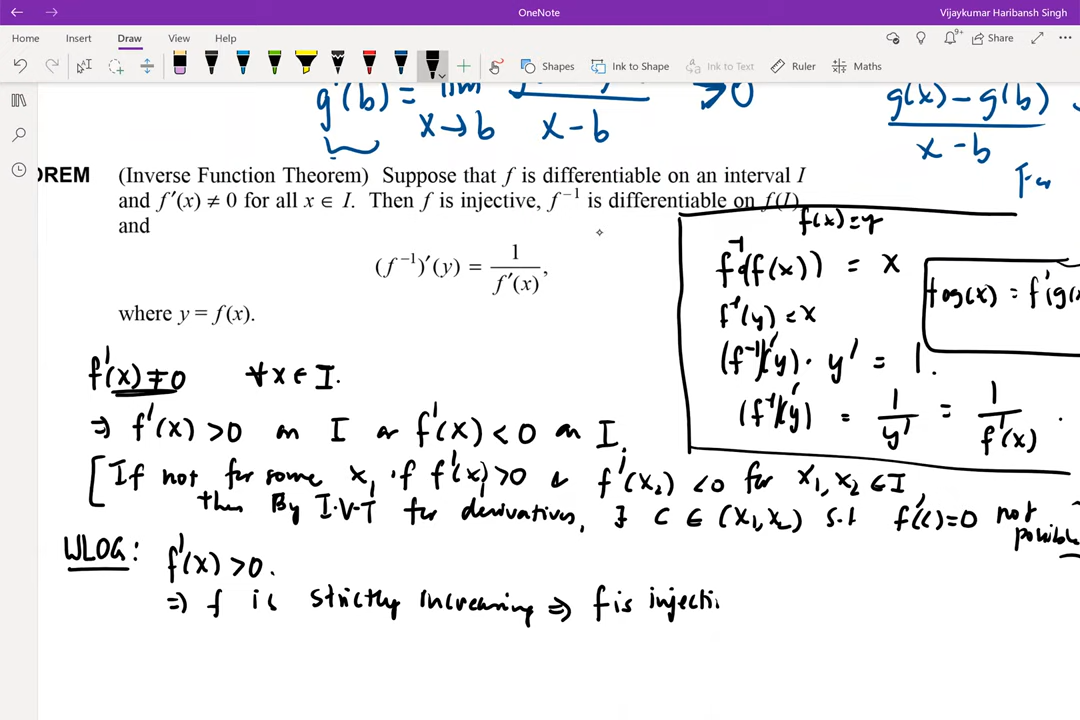 OneNote
Vijaykumar Haribansh Singh
Home Insert Draw View Help
9+ Share
Shapes Ink to Shape Ink to Text Ruler Maths
g'(b) = lim x→b / x - b → 0
g(x) - g(b) / x - b
OREM (Inverse Function Theorem) Suppose that f is differentiable on an interval I
and f′(x) ≠ 0 for all x ∈ I. Then f is injective, f⁻¹ is differentiable on f(I)
and
(f⁻¹)′(y) = 1 / f′(x),
where y = f(x).
f(x) = y
f⁻¹(f(x)) = x
f⁻¹(y) = x
(f⁻¹)'(y) · y' = 1.
(f⁻¹)'(y) = 1 / y' = 1 / f'(x) .
fog(x) = f'(g(x
f'(x) ≠ 0 ∀x ∈ I.
⇒ f'(x) > 0 on I or f'(x) < 0 on I.
[If not for some x₁ if f'(x₁) > 0 & f'(x₂) < 0 for x₁, x₂ ∈ I
then By I.V.T for derivatives, ∃ c ∈ (x₁, x₂) s.t f'(c) = 0 not possible
WLOG: f'(x) > 0.
⇒ f is strictly increasing ⇒ f is injecti